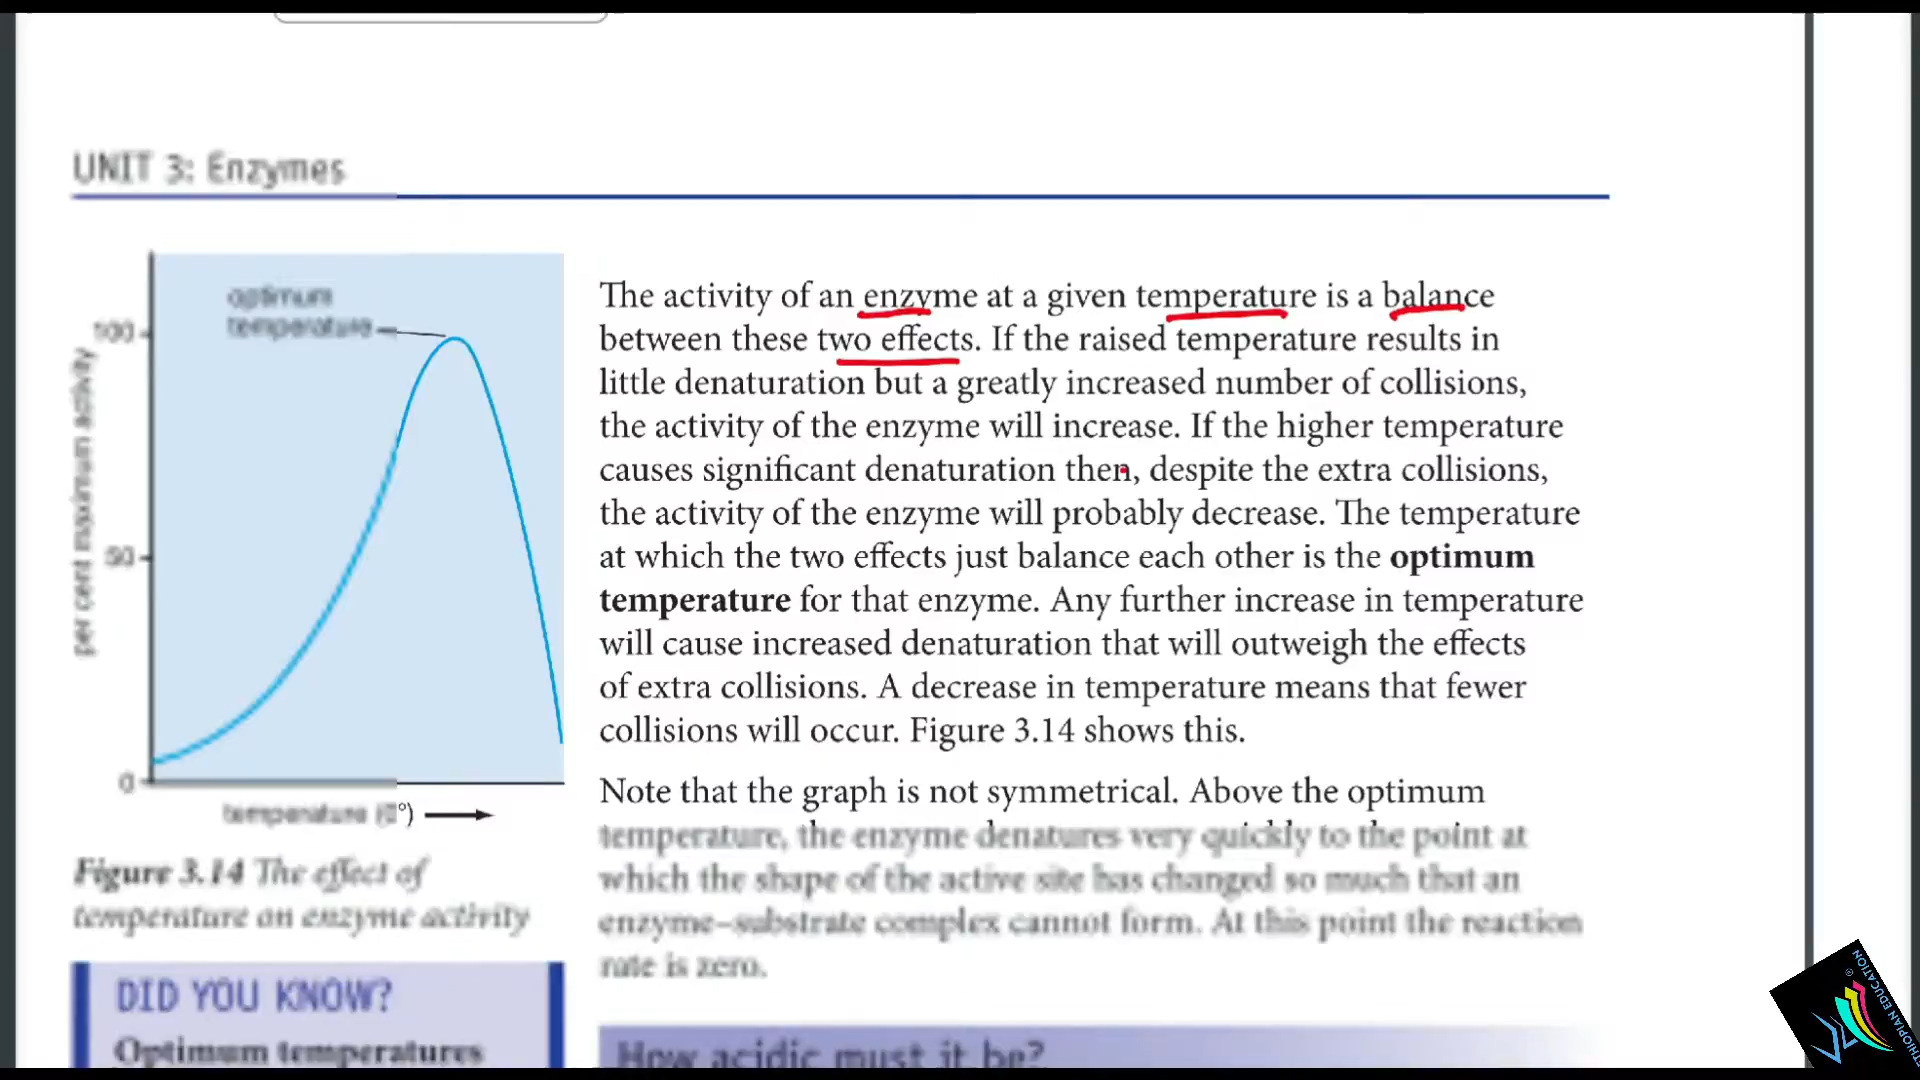 UNIT 3: Enzymes
optimum
temperature
100
50
0
per cent maximum activity
temperature (0°)
Figure 3.14 The effect of
temperature on enzyme activity
DID YOU KNOW?
Optimum temperatures
The activity of an enzyme at a given temperature is a balance
between these two effects. If the raised temperature results in
little denaturation but a greatly increased number of collisions,
the activity of the enzyme will increase. If the higher temperature
causes significant denaturation then, despite the extra collisions,
the activity of the enzyme will probably decrease. The temperature
at which the two effects just balance each other is the optimum
temperature for that enzyme. Any further increase in temperature
will cause increased denaturation that will outweigh the effects
of extra collisions. A decrease in temperature means that fewer
collisions will occur. Figure 3.14 shows this.
Note that the graph is not symmetrical. Above the optimum
temperature, the enzyme denatures very quickly to the point at
which the shape of the active site has changed so much that an
enzyme–substrate complex cannot form. At this point the reaction
rate is zero.
How acidic must it be?
THIOPIAN EDUCATION